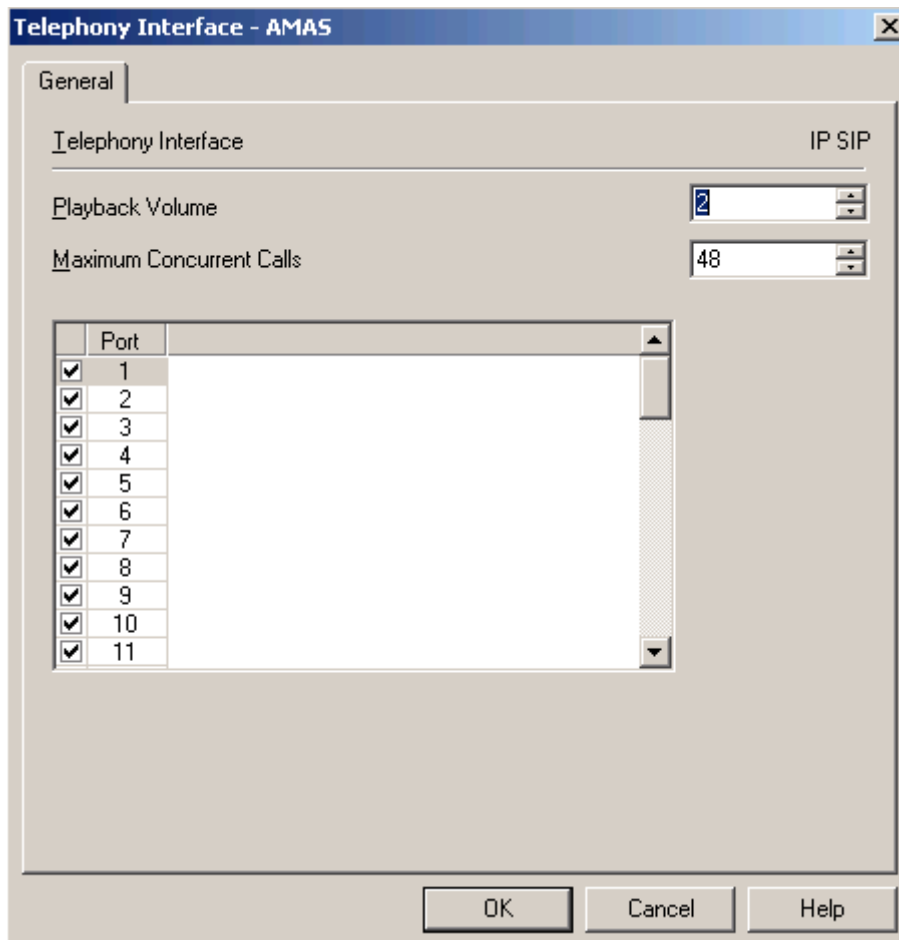 Telephony Interface - AMAS
General
Telephony Interface IP SIP
Playback Volume 2
Maximum Concurrent Calls 48
Port
1
2
3
4
5
6
7
8
9
10
11
OK Cancel Help